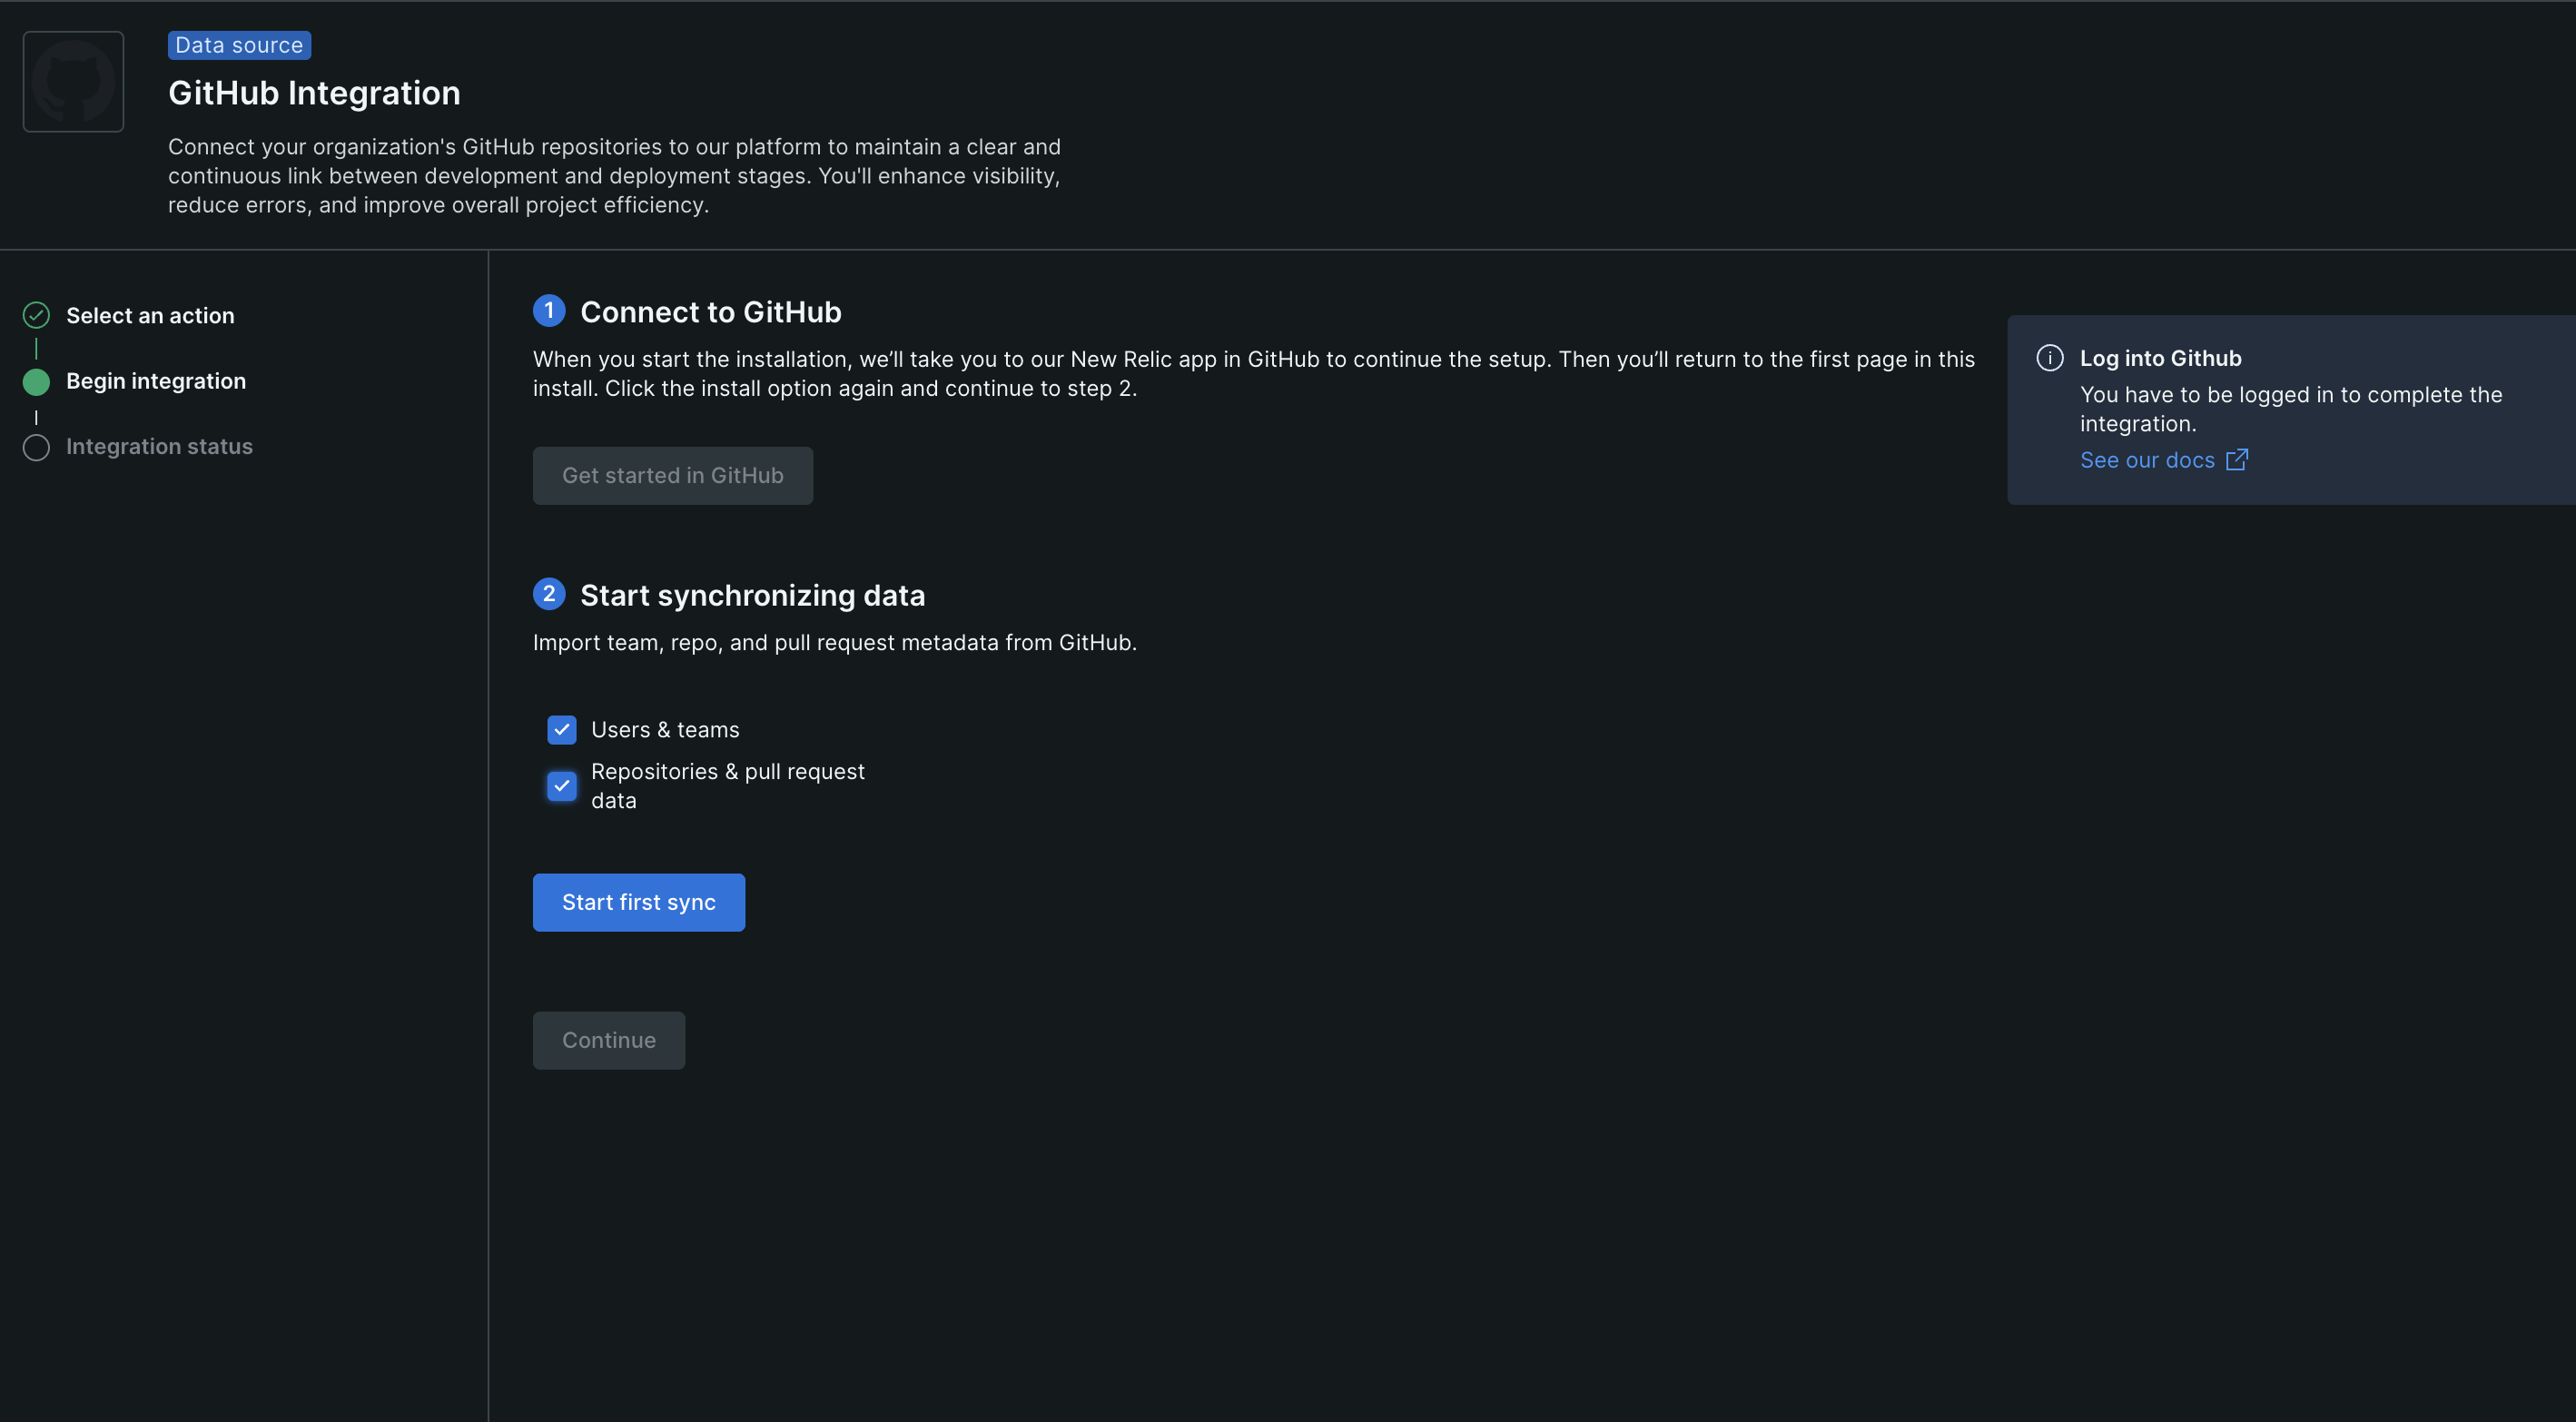 Data source
GitHub Integration
Connect your organization's GitHub repositories to our platform to maintain a clear and
continuous link between development and deployment stages. You'll enhance visibility,
reduce errors, and improve overall project efficiency.
Select an action
Begin integration
Integration status
1 Connect to GitHub
When you start the installation, we’ll take you to our New Relic app in GitHub to continue the setup. Then you’ll return to the first page in this
install. Click the install option again and continue to step 2.
Get started in GitHub
Log into Github
You have to be logged in to complete the
integration.
See our docs
2 Start synchronizing data
Import team, repo, and pull request metadata from GitHub.
Users & teams
Repositories & pull request
data
Start first sync
Continue